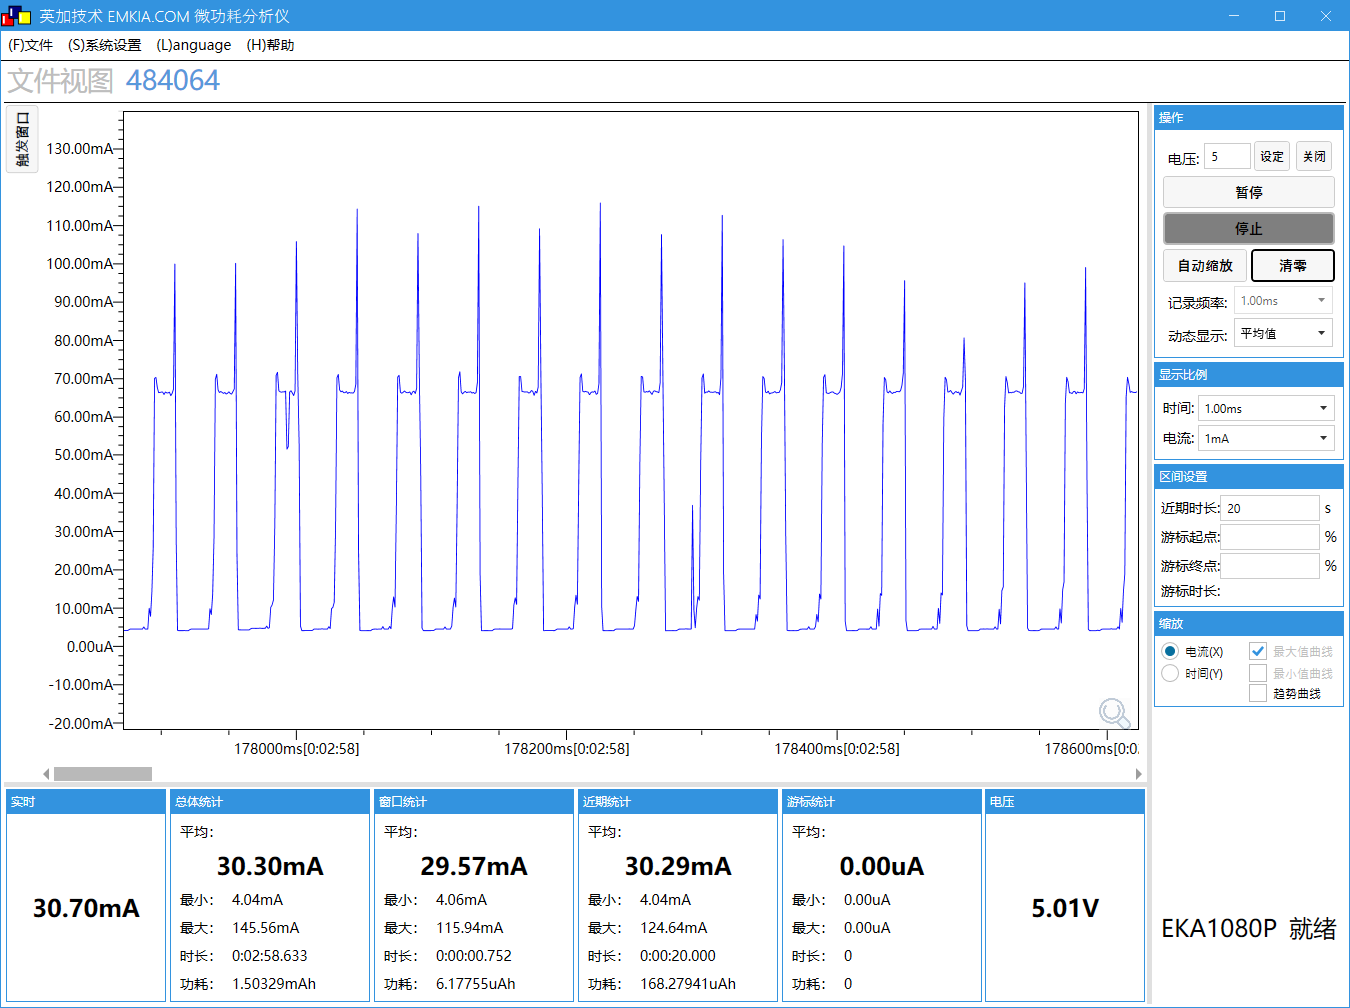 英加技术 EMKIA.COM 微功耗分析仪
(F)文件 (S)系统设置 (L)anguage (H)帮助
文件视图 484064
触发窗口
130.00mA
120.00mA
110.00mA
100.00mA
90.00mA
80.00mA
70.00mA
60.00mA
50.00mA
40.00mA
30.00mA
20.00mA
10.00mA
0.00uA
-10.00mA
-20.00mA
178000ms[0:02:58]
178200ms[0:02:58]
178400ms[0:02:58]
178600ms[0:0.
操作
电压: 5 设定 关闭
暂停
停止
自动缩放 清零
记录频率: 1.00ms
动态显示: 平均值
显示比例
时间: 1.00ms
电流: 1mA
区间设置
近期时长: 20 s
游标起点: %
游标终点: %
游标时长:
缩放
电流(X) 最大值曲线
时间(Y) 最小值曲线
趋势曲线
实时
30.70mA
总体统计
平均:
30.30mA
最小: 4.04mA
最大: 145.56mA
时长: 0:02:58.633
功耗: 1.50329mAh
窗口统计
平均:
29.57mA
最小: 4.06mA
最大: 115.94mA
时长: 0:00:00.752
功耗: 6.17755uAh
近期统计
平均:
30.29mA
最小: 4.04mA
最大: 124.64mA
时长: 0:00:20.000
功耗: 168.27941uAh
游标统计
平均:
0.00uA
最小: 0.00uA
最大: 0.00uA
时长: 0
功耗: 0
电压
5.01V
EKA1080P 就绪